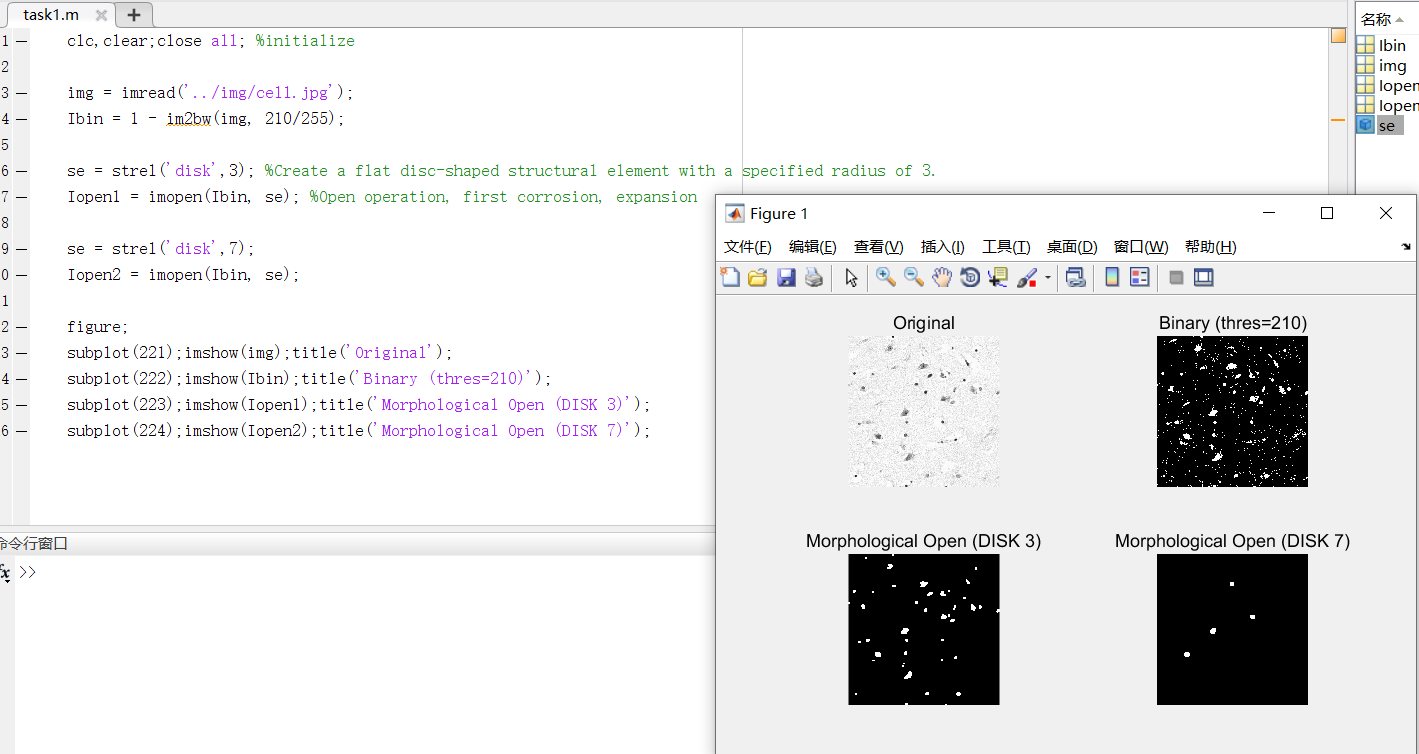 task1.m
名称
1 clc,clear;close all; %initialize
2
3 img = imread('../img/cell.jpg');
4 Ibin = 1 - im2bw(img, 210/255);
5
6 se = strel('disk',3); %Create a flat disc-shaped structural element with a specified radius of 3.
7 Iopen1 = imopen(Ibin, se); %Open operation, first corrosion, expansion
8
9 se = strel('disk',7);
0 Iopen2 = imopen(Ibin, se);
1
2 figure;
3 subplot(221);imshow(img);title('Original');
4 subplot(222);imshow(Ibin);title('Binary (thres=210)');
5 subplot(223);imshow(Iopen1);title('Morphological Open (DISK 3)');
6 subplot(224);imshow(Iopen2);title('Morphological Open (DISK 7)');
Ibin
img
Iopen
Iopen
se
命令行窗口
fx >>
Figure 1
文件(F) 编辑(E) 查看(V) 插入(I) 工具(T) 桌面(D) 窗口(W) 帮助(H)
Original
Binary (thres=210)
Morphological Open (DISK 3)
Morphological Open (DISK 7)